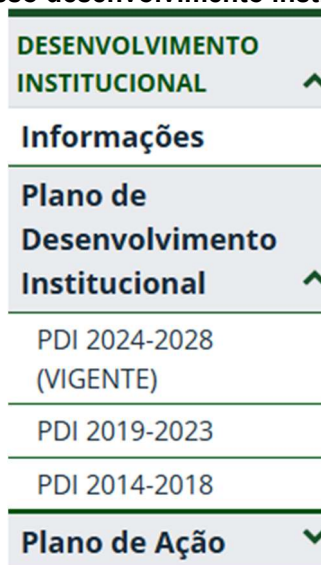 DESENVOLVIMENTO
INSTITUCIONAL
Informações
Plano de
Desenvolvimento
Institucional
PDI 2024-2028
(VIGENTE)
PDI 2019-2023
PDI 2014-2018
Plano de Ação